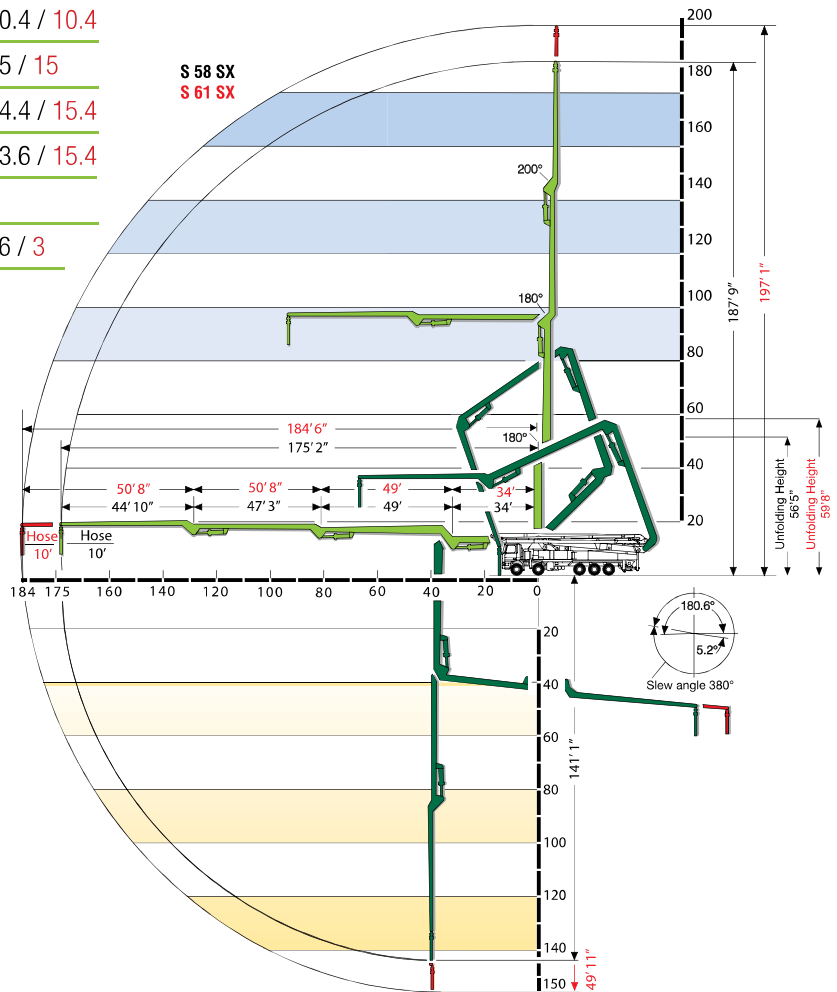 0.4 / 10.4
5 / 15
4.4 / 15.4
3.6 / 15.4
6 / 3
S 58 SX
S 61 SX
200
180
160
140
120
100
80
60
40
20
200°
180°
180°
187' 9"
197' 1"
184' 6"
175' 2"
50' 8" 50' 8" 49' 34'
44' 10" 47' 3" 49' 34'
Hose
10'
Hose
10'
Unfolding Height
56'5"
Unfolding Height
59'8"
184 175 160 140 120 100 80 60 40 20 0
20
40
60
80
100
120
140
150
141' 1"
49' 11"
180.6°
5.2°
Slew angle 380°